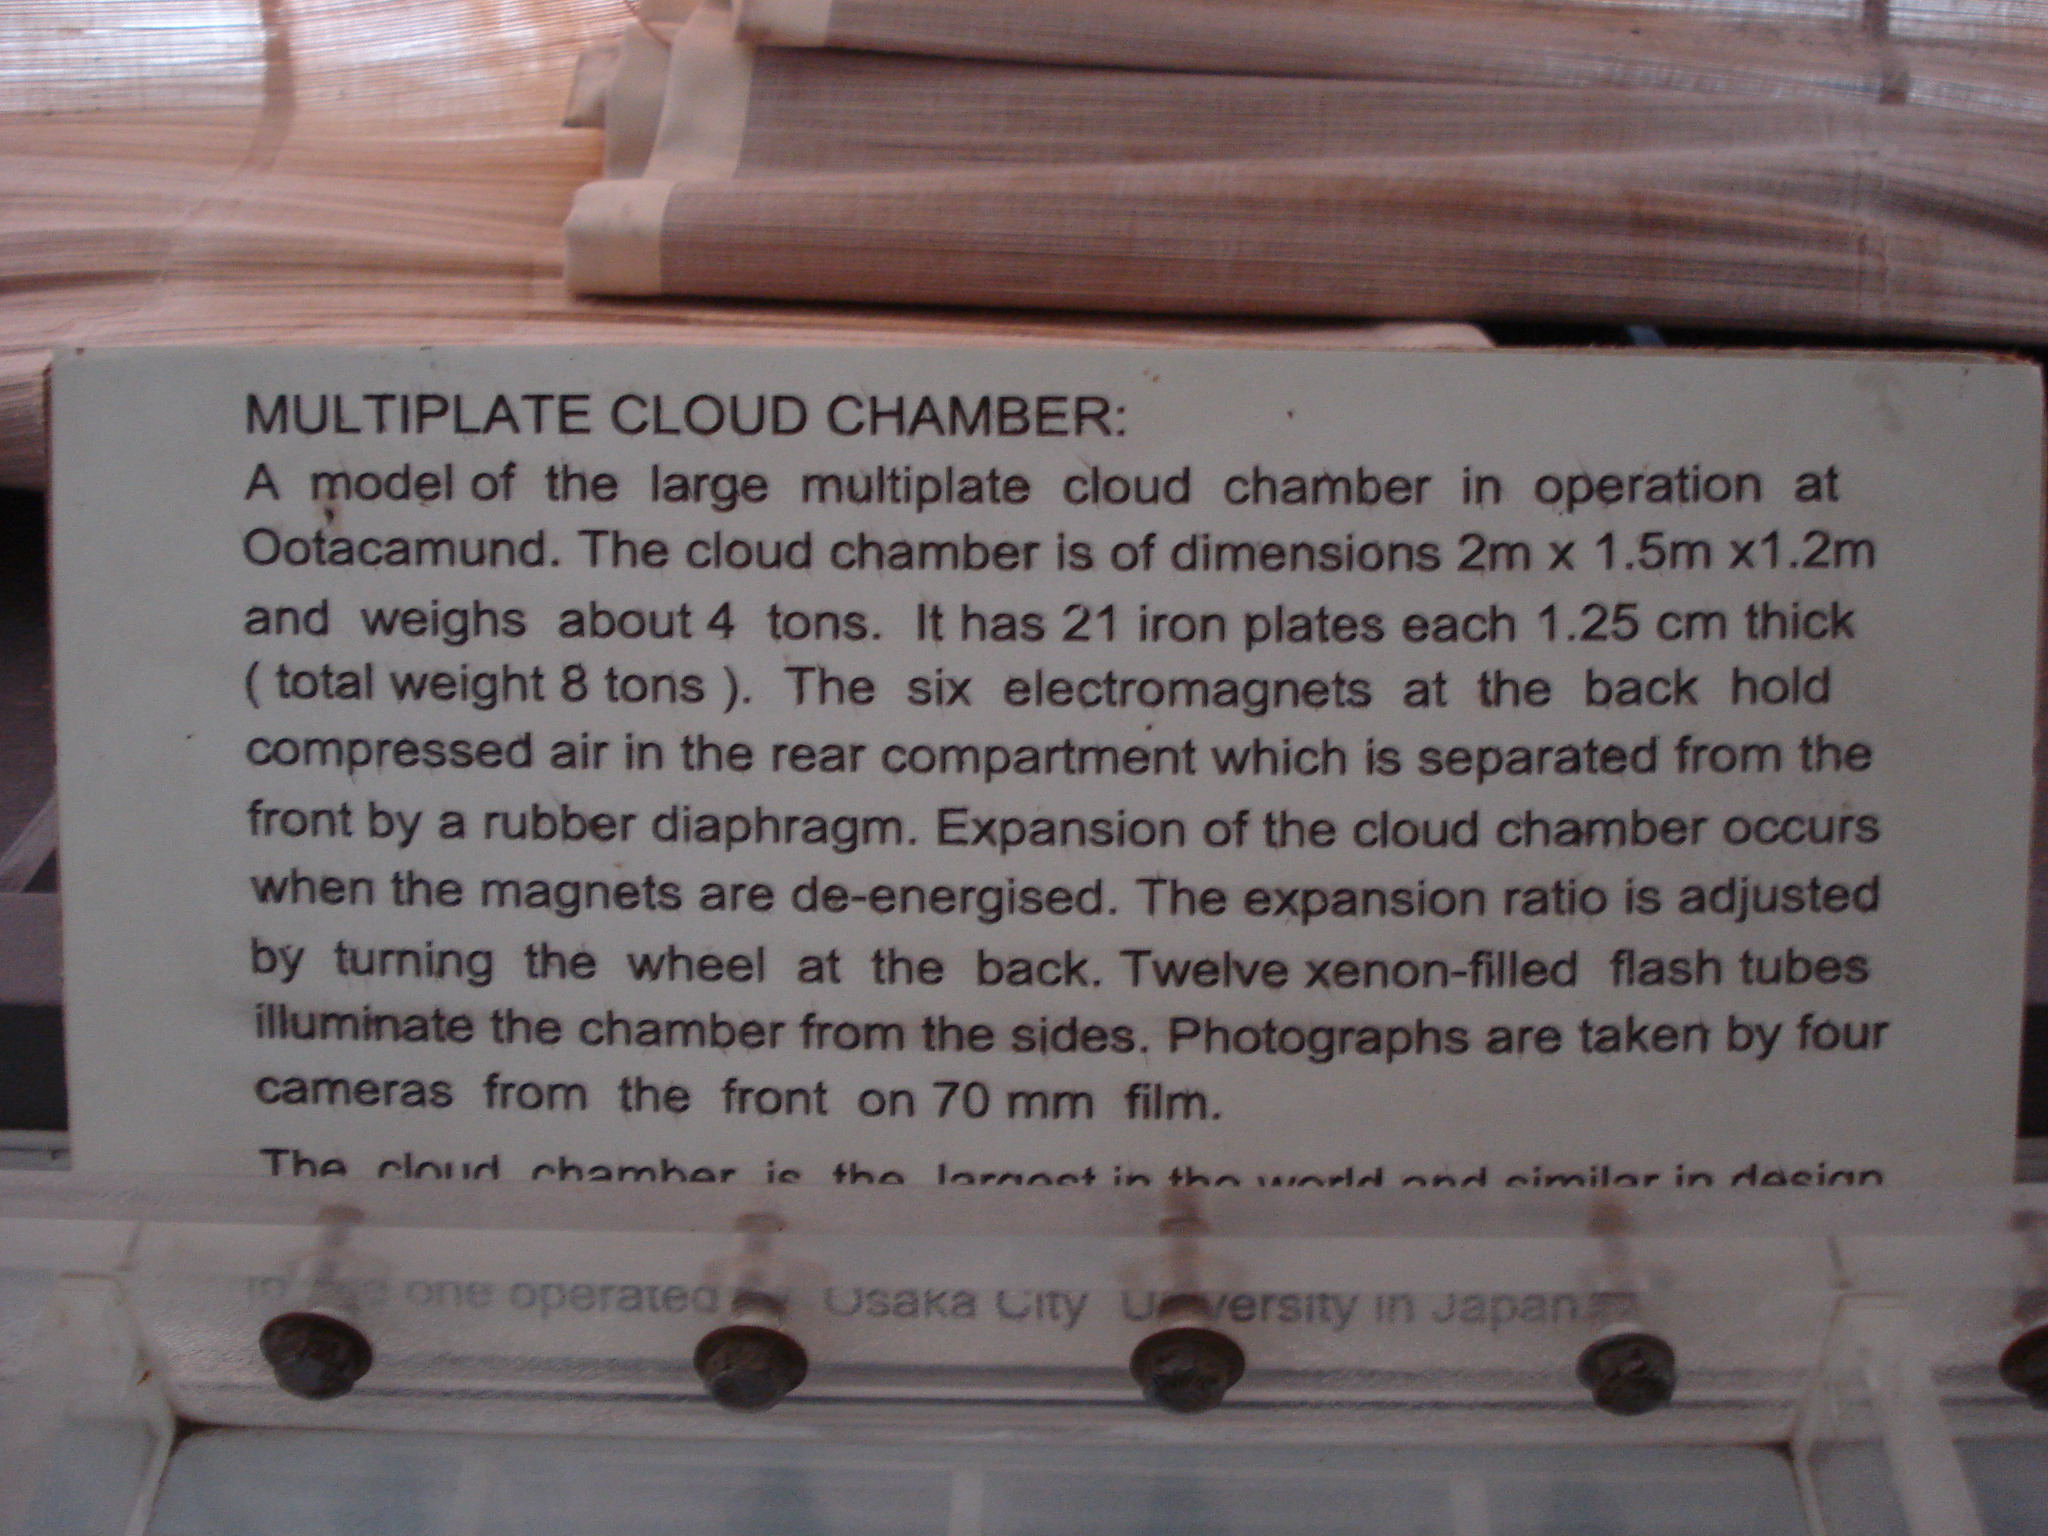 MULTIPLATE CLOUD CHAMBER:
A model of the large multiplate cloud chamber in operation at
Ootacamund. The cloud chamber is of dimensions 2m x 1.5m x1.2m
and weighs about 4 tons. It has 21 iron plates each 1.25 cm thick
( total weight 8 tons ). The six electromagnets at the back hold
compressed air in the rear compartment which is separated from the
front by a rubber diaphragm. Expansion of the cloud chamber occurs
when the magnets are de-energised. The expansion ratio is adjusted
by turning the wheel at the back. Twelve xenon-filled flash tubes
illuminate the chamber from the sides. Photographs are taken by four
cameras from the front on 70 mm film.
The cloud chamber is the largest in the world and similar in design
to the one operated by Osaka City University in Japan